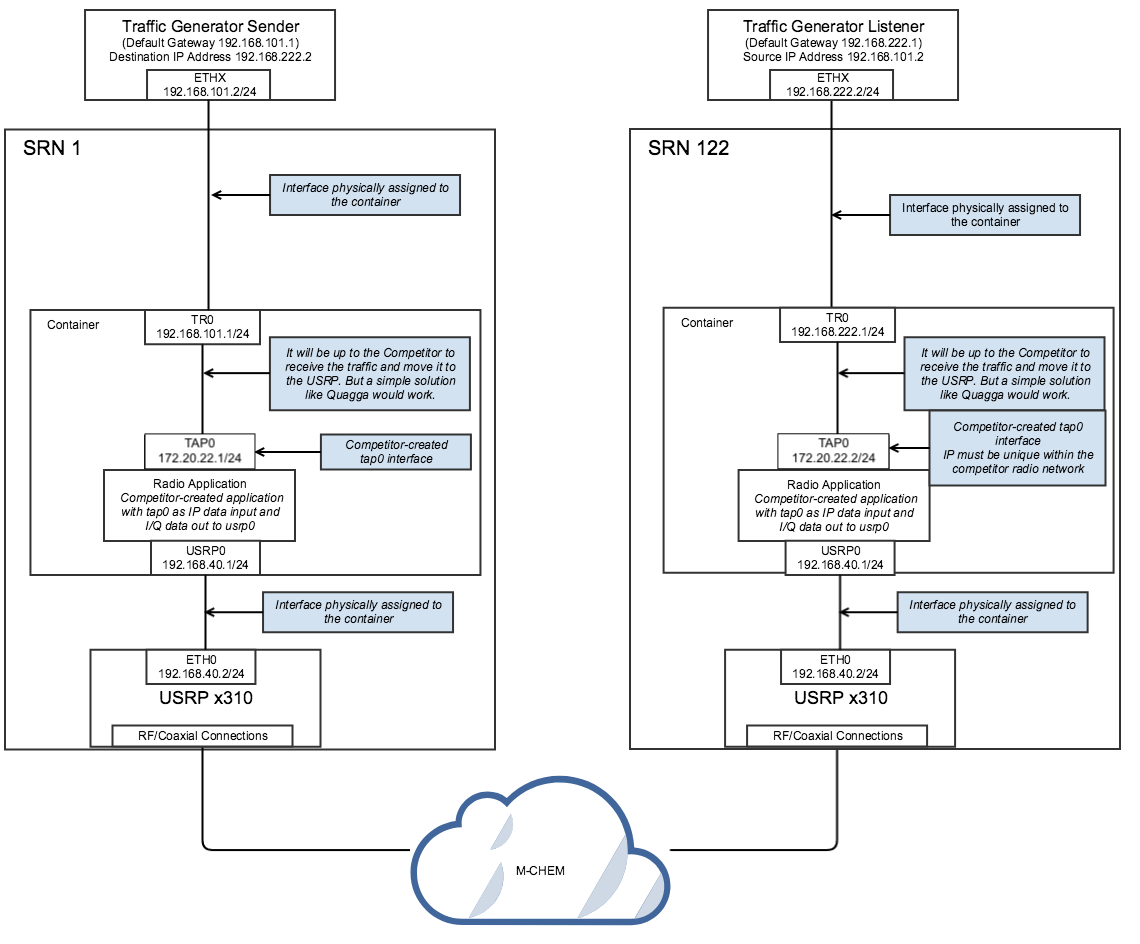 Traffic Generator Sender
(Default Gateway 192.168.101.1)
Destination IP Address 192.168.222.2
ETHX
192.168.101.2/24
SRN 1
Interface physically assigned to
the container
Container
TR0
192.168.101.1/24
It will be up to the Competitor to
receive the traffic and move it to
the USRP. But a simple solution
like Quagga would work.
TAP0
172.20.22.1/24
Competitor-created
tap0 interface
Radio Application
Competitor-created application
with tap0 as IP data input and
I/Q data out to usrp0
USRP0
192.168.40.1/24
Interface physically assigned to
the container
ETH0
192.168.40.2/24
USRP x310
RF/Coaxial Connections
Traffic Generator Listener
(Default Gateway 192.168.222.1)
Source IP Address 192.168.101.2
ETHX
192.168.222.2/24
SRN 122
Interface physically assigned to
the container
Container
TR0
192.168.222.1/24
It will be up to the Competitor to
receive the traffic and move it to
the USRP. But a simple solution
like Quagga would work.
TAP0
172.20.22.2/24
Competitor-created tap0
interface
IP must be unique within the
competitor radio network
Radio Application
Competitor-created application
with tap0 as IP data input and
I/Q data out to usrp0
USRP0
192.168.40.1/24
Interface physically assigned to
the container
ETH0
192.168.40.2/24
USRP x310
RF/Coaxial Connections
M-CHEM